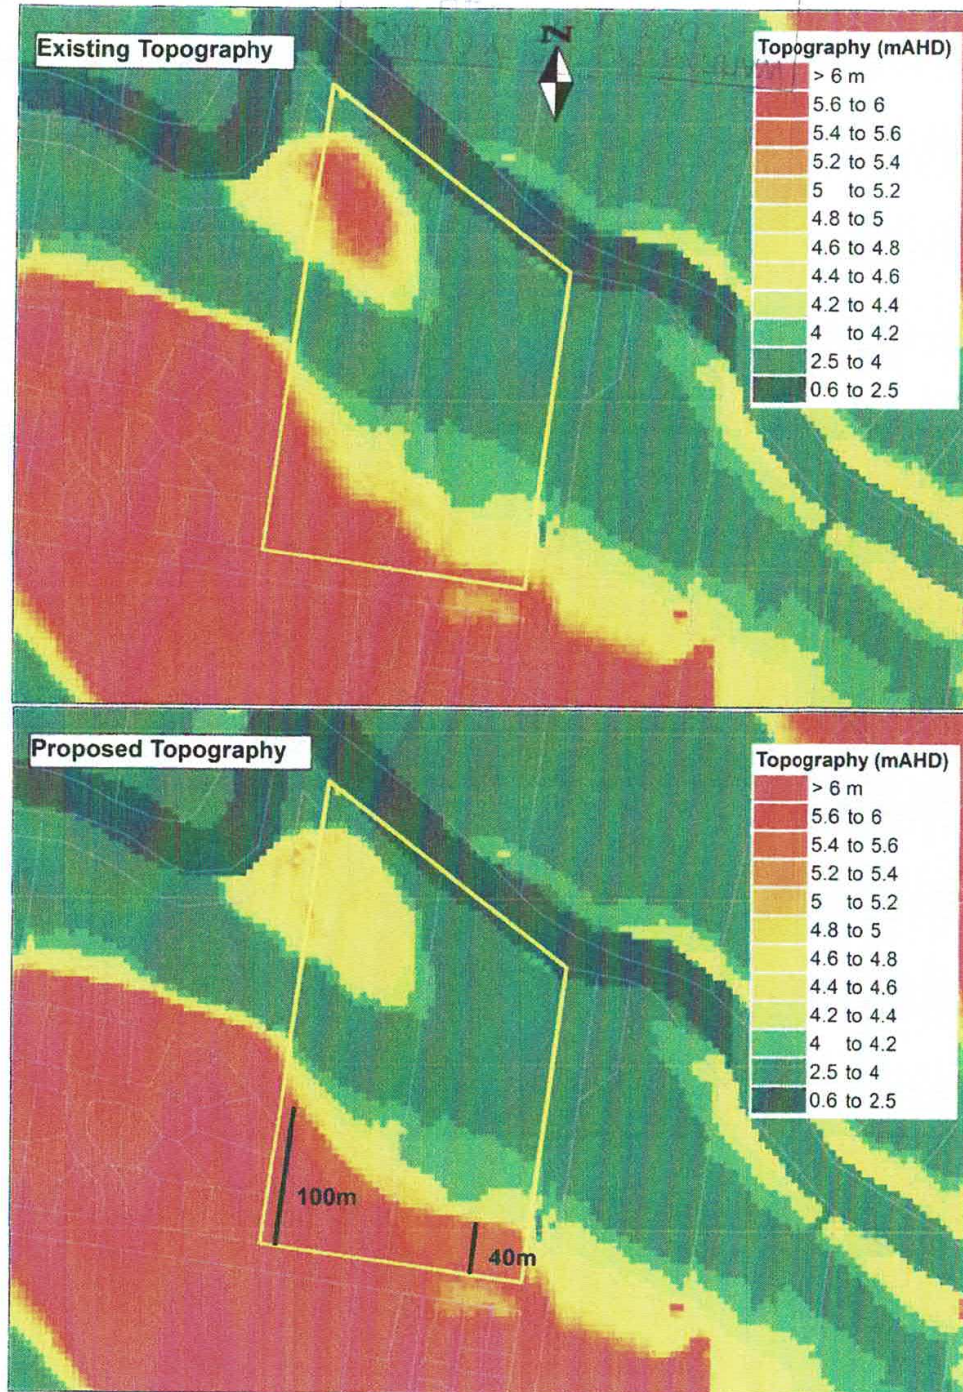 Existing Topography
N
Topography (mAHD)
> 6 m
5.6 to 6
5.4 to 5.6
5.2 to 5.4
5 to 5.2
4.8 to 5
4.6 to 4.8
4.4 to 4.6
4.2 to 4.4
4 to 4.2
2.5 to 4
0.6 to 2.5
Proposed Topography
Topography (mAHD)
> 6 m
5.6 to 6
5.4 to 5.6
5.2 to 5.4
5 to 5.2
4.8 to 5
4.6 to 4.8
4.4 to 4.6
4.2 to 4.4
4 to 4.2
2.5 to 4
0.6 to 2.5
100m
40m